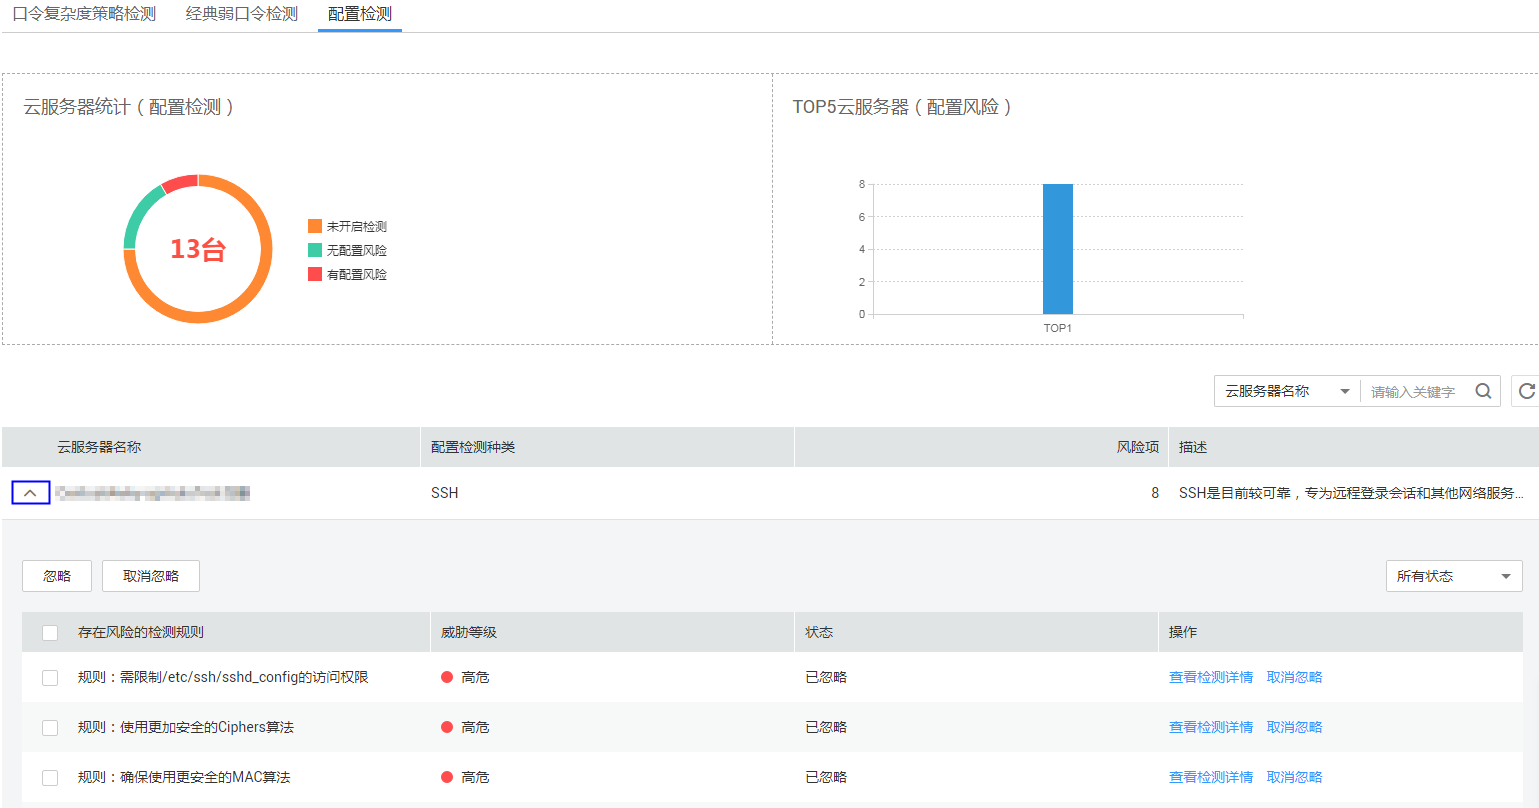 口令复杂度策略检测 经典弱口令检测 配置检测
云服务器统计（配置检测）
13台
未开启检测
无配置风险
有配置风险
TOP5云服务器（配置风险）
8
6
4
2
0
TOP1
云服务器名称 请输入关键字
云服务器名称 配置检测种类 风险项 描述
SSH 8 SSH是目前较可靠，专为远程登录会话和其他网络服务...
忽略 取消忽略 所有状态
存在风险的检测规则 威胁等级 状态 操作
规则：需限制/etc/ssh/sshd_config的访问权限 高危 已忽略 查看检测详情 取消忽略
规则：使用更加安全的Ciphers算法 高危 已忽略 查看检测详情 取消忽略
规则：确保使用更安全的MAC算法 高危 已忽略 查看检测详情 取消忽略